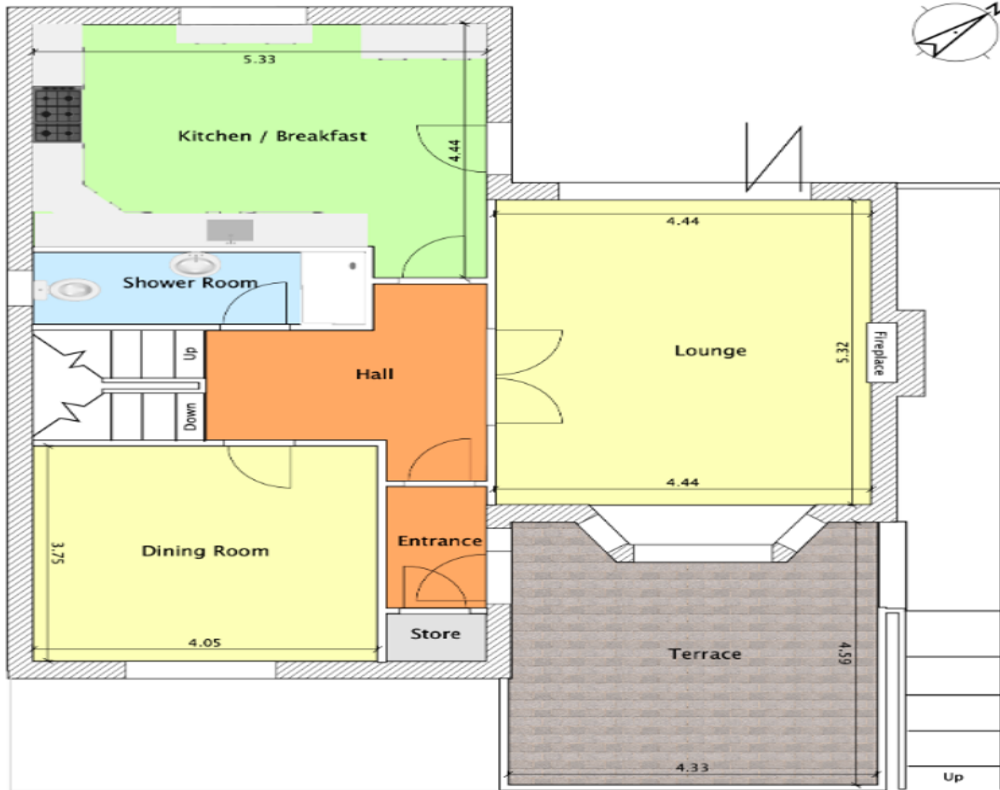 N
5.33
Kitchen / Breakfast
4.44
4.44
Shower Room
Up
Hall
Lounge
5.32
Fireplace
Down
4.44
Entrance
Dining Room
3.75
Store
4.05
Terrace
4.59
4.33
Up